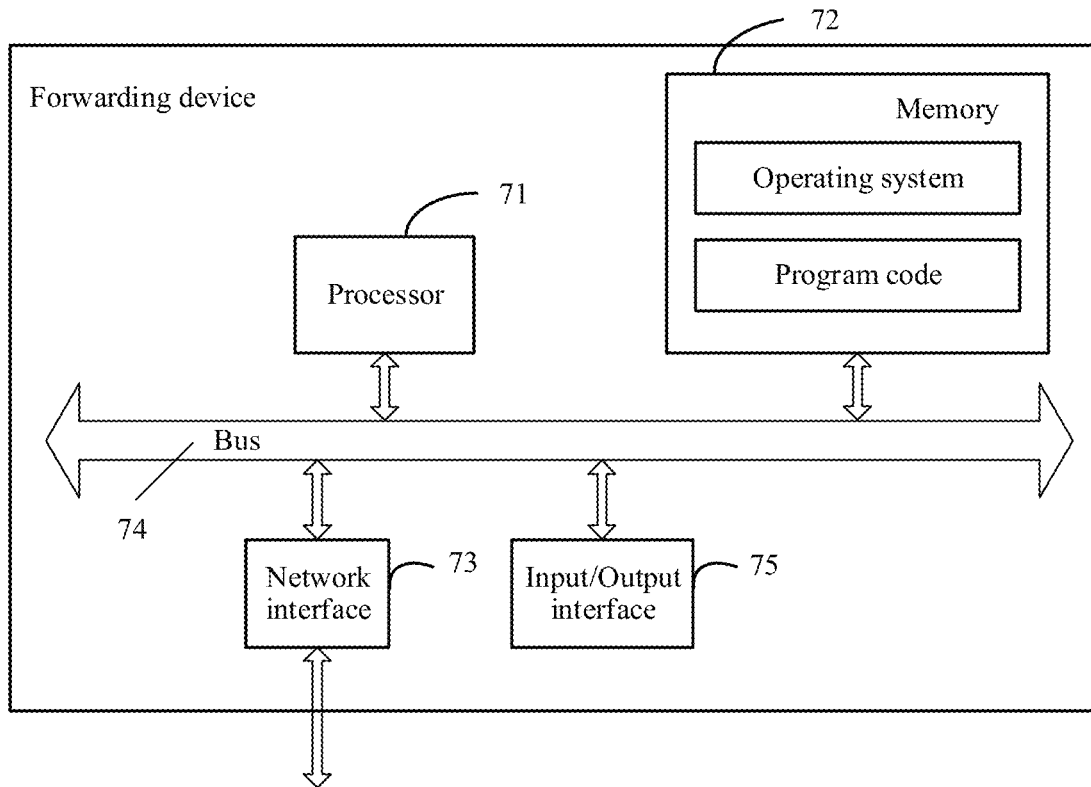 72
Forwarding device
Memory
Operating system
71
Program code
Processor
Bus
74
73
75
Network
interface
Input/Output
interface